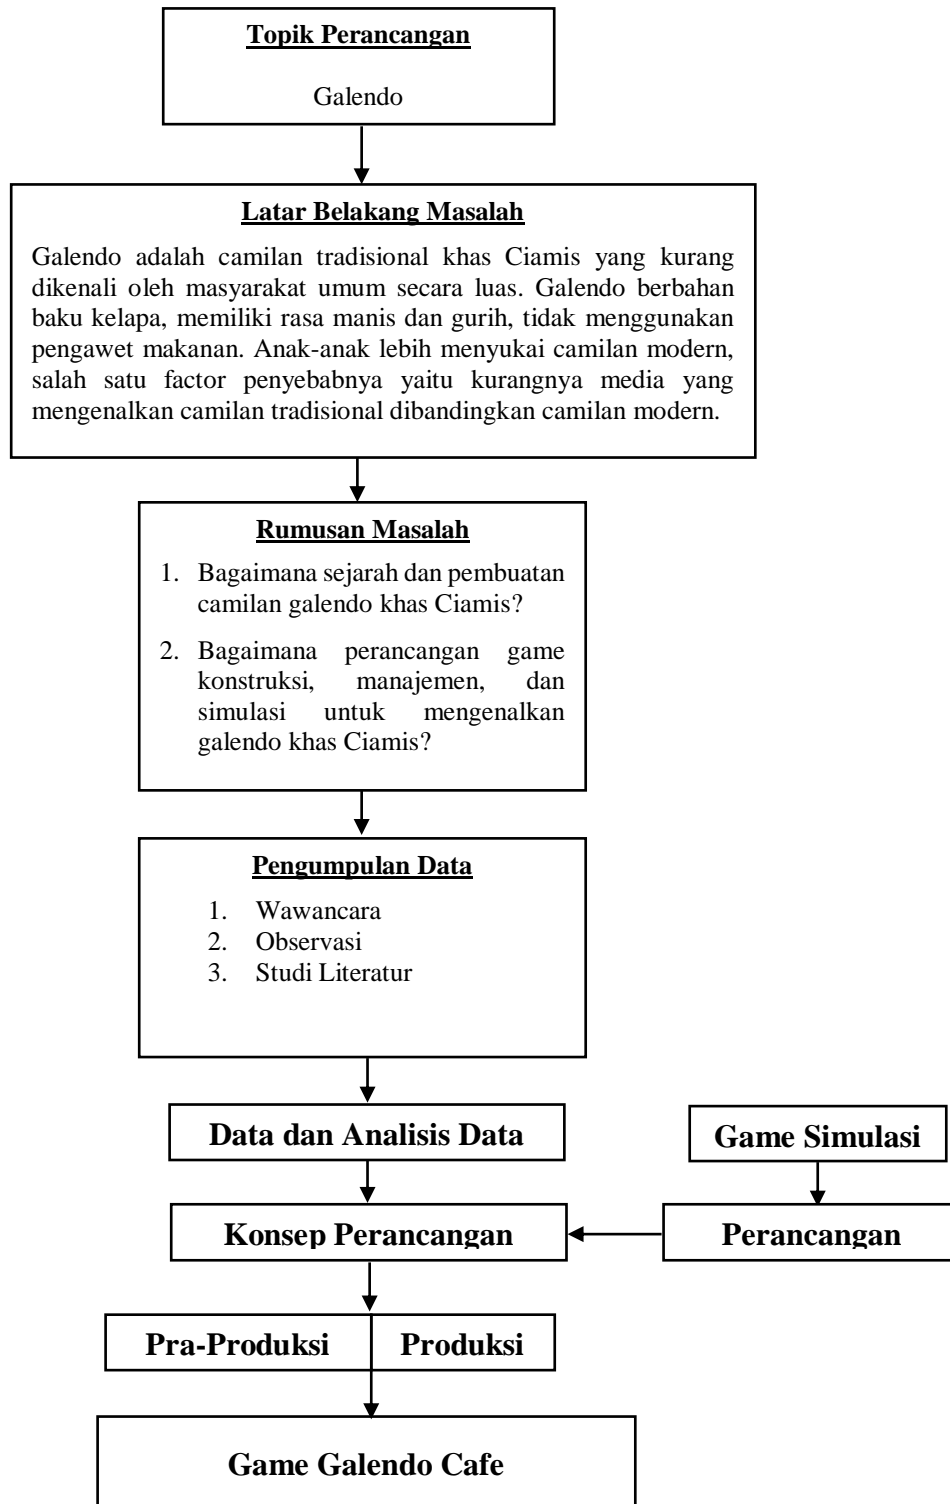 Topik Perancangan
Galendo
Latar Belakang Masalah
Galendo adalah camilan tradisional khas Ciamis yang kurang
dikenali oleh masyarakat umum secara luas. Galendo berbahan
baku kelapa, memiliki rasa manis dan gurih, tidak menggunakan
pengawet makanan. Anak-anak lebih menyukai camilan modern,
salah satu factor penyebabnya yaitu kurangnya media yang
mengenalkan camilan tradisional dibandingkan camilan modern.
Rumusan Masalah
1. Bagaimana sejarah dan pembuatan
camilan galendo khas Ciamis?
2. Bagaimana perancangan game
konstruksi, manajemen, dan
simulasi untuk mengenalkan
galendo khas Ciamis?
Pengumpulan Data
1. Wawancara
2. Observasi
3. Studi Literatur
Data dan Analisis Data
Game Simulasi
Konsep Perancangan
Perancangan
Pra-Produksi
Produksi
Game Galendo Cafe